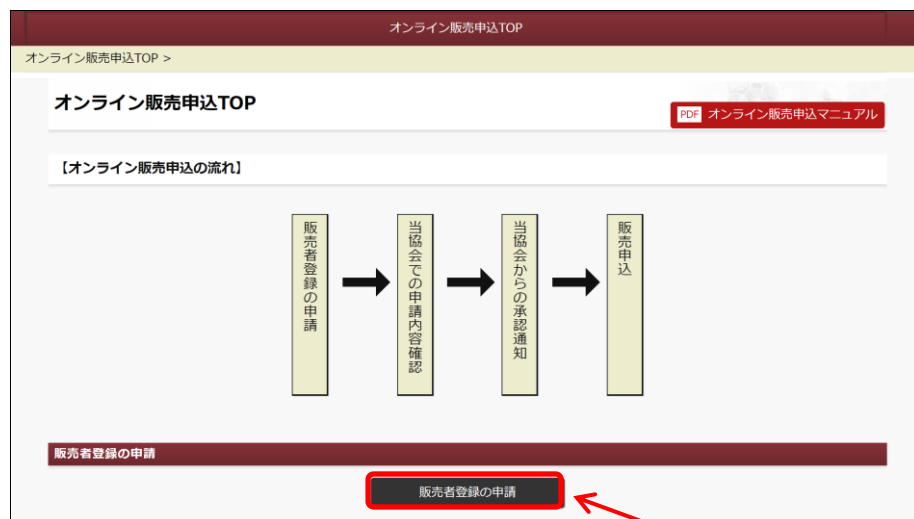 オンライン販売申込TOP
オンライン販売申込TOP >
オンライン販売申込TOP
PDF オンライン販売申込マニュアル
【オンライン販売申込の流れ】
販売者登録の申請
当協会での申請内容確認
当協会からの承認通知
販売申込
販売者登録の申請
販売者登録の申請